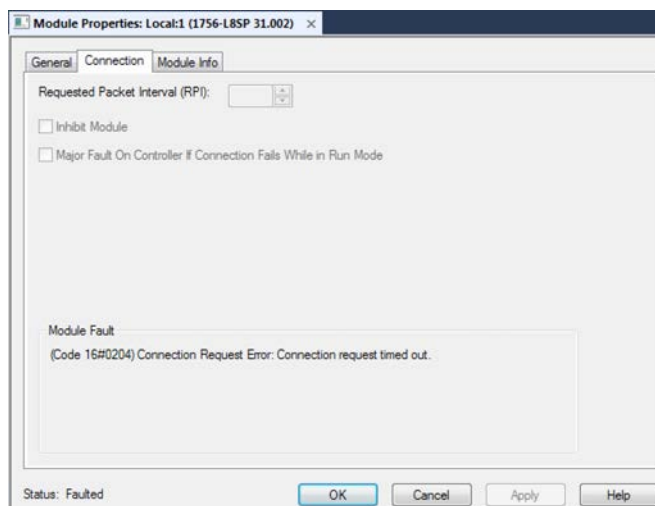 Module Properties: Local:1 (1756-L8SP 31.002) ×
General Connection Module Info
Requested Packet Interval (RPI):
Inhibit Module
Major Fault On Controller If Connection Fails While in Run Mode
Module Fault
(Code 16#0204) Connection Request Error: Connection request timed out.
Status: Faulted OK Cancel Apply Help